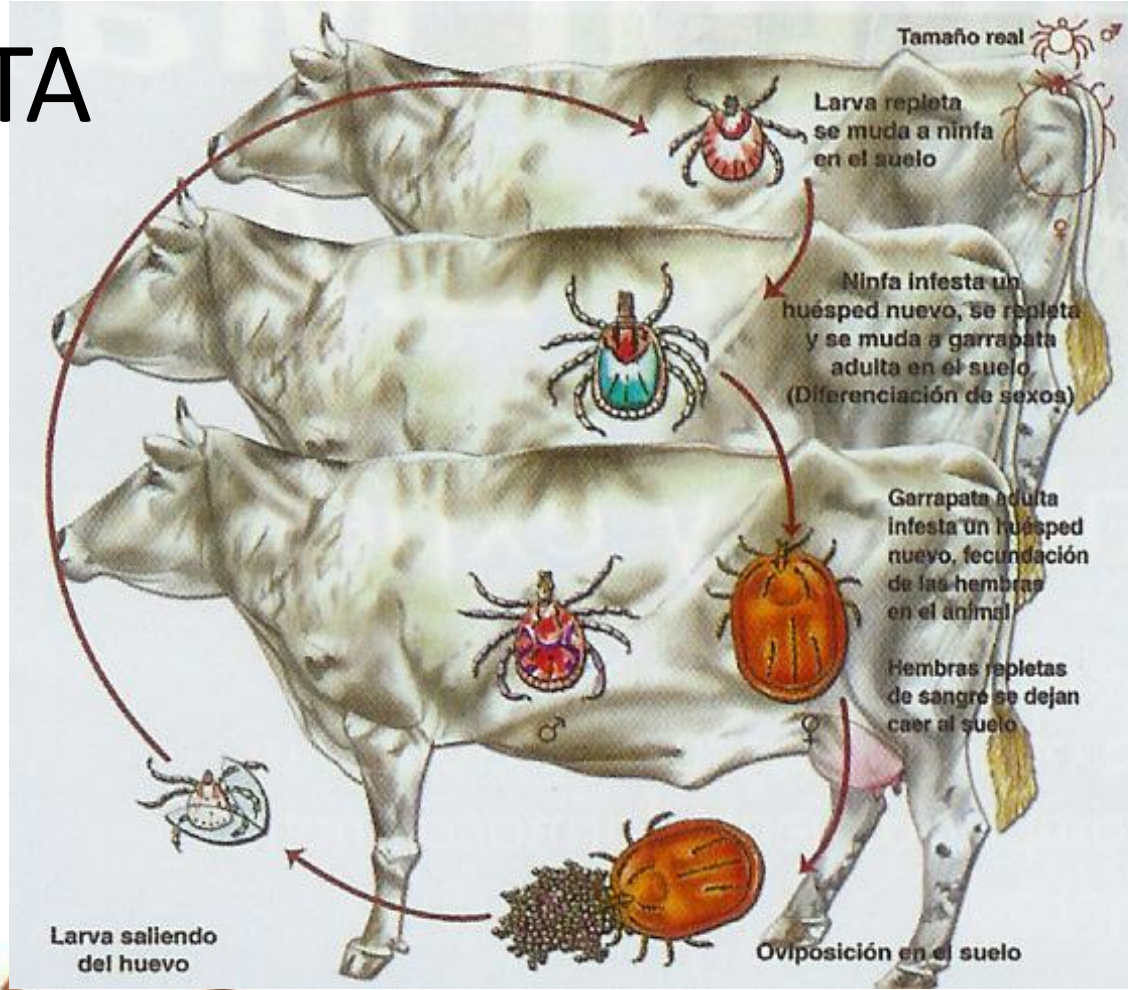 TA
Tamaño real ♂
Larva repleta
se muda a ninfa
en el suelo
♀
Ninfa infesta un
huésped nuevo, se repleta
y se muda a garrapata
adulta en el suelo
(Diferenciación de sexos)
Garrapata adulta
infesta un huésped
nuevo, fecundación
de las hembras
en el animal
Hembras repletas
de sangre se dejan
caer al suelo
♂
♀
Larva saliendo
del huevo
Oviposición en el suelo